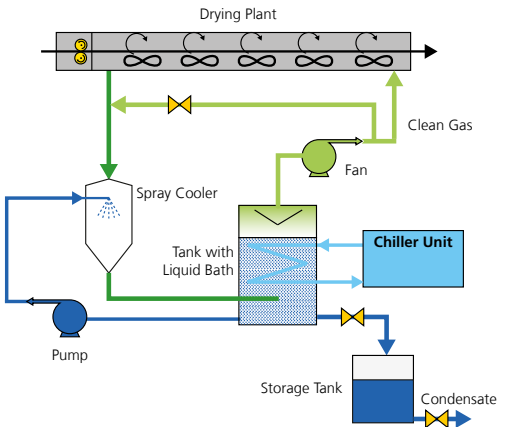 Drying Plant
Clean Gas
Fan
Spray Cooler
Chiller Unit
Tank with
Liquid Bath
Pump
Storage Tank
Condensate